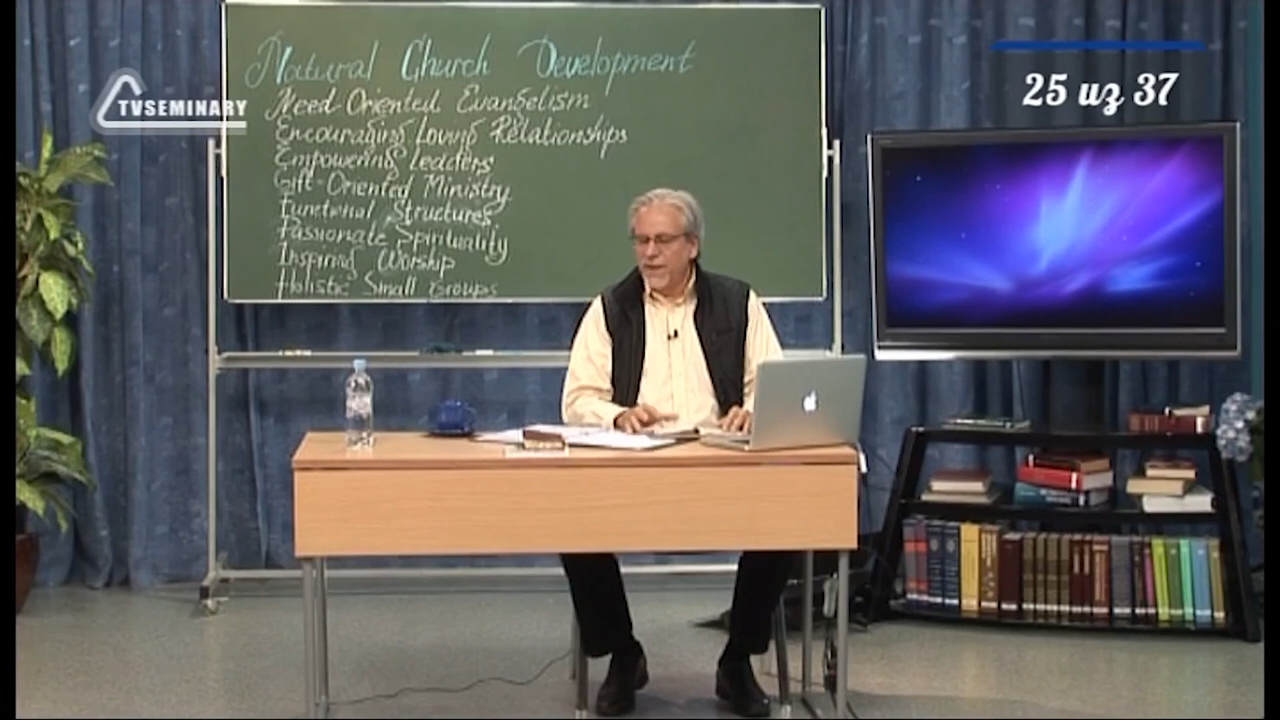 Natural Church Development
Need-Oriented Evangelism
Encouraging Loving Relationships
Empowering Leaders
Gift-Oriented Ministry
Functional Structures
Passionate Spirituality
Inspiring Worship
Holistic Small Groups
TVSEMINARY
25 из 37